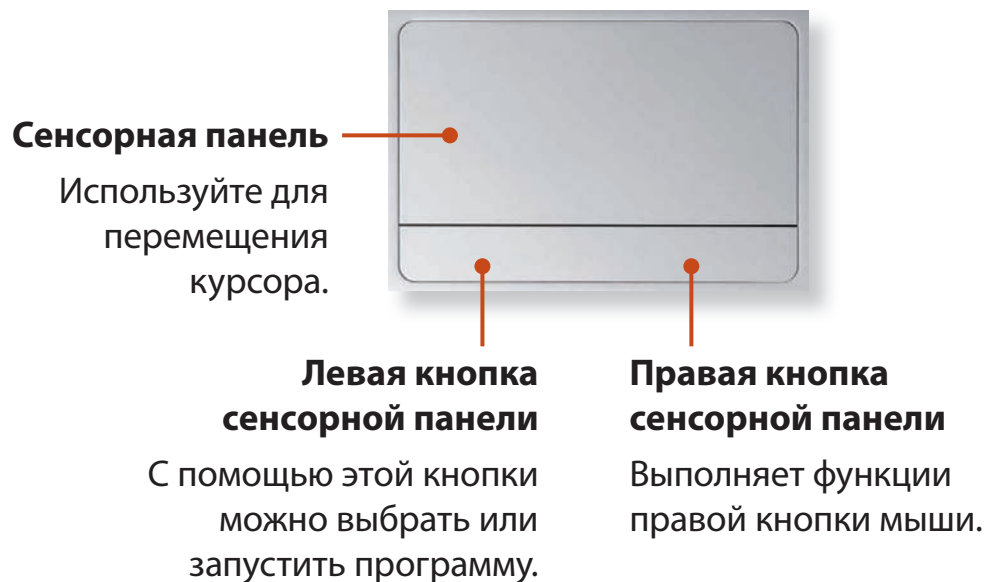 Сенсорная панель
Используйте для
перемещения
курсора.
Левая кнопка
сенсорной панели
С помощью этой кнопки
можно выбрать или
запустить программу.
Правая кнопка
сенсорной панели
Выполняет функции
правой кнопки мыши.